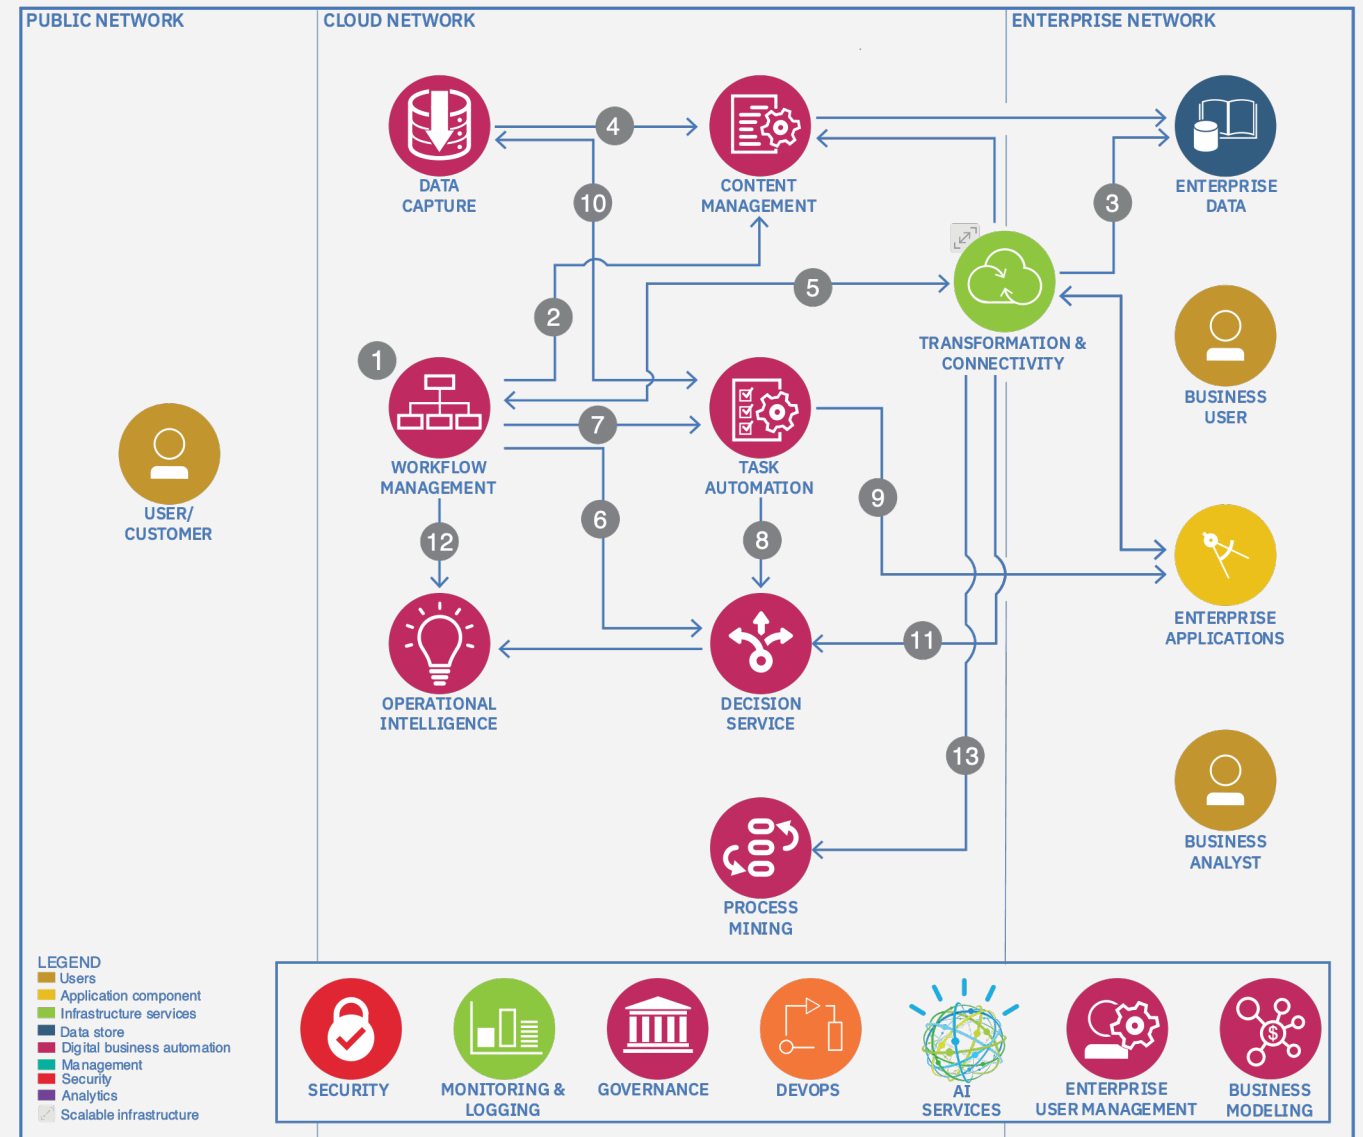 PUBLIC NETWORK
CLOUD NETWORK
ENTERPRISE NETWORK
4
DATA
CAPTURE
CONTENT
MANAGEMENT
ENTERPRISE
DATA
10
3
5
2
TRANSFORMATION &
CONNECTIVITY
1
BUSINESS
USER
7
WORKFLOW
MANAGEMENT
TASK
AUTOMATION
9
USER/
CUSTOMER
6
12
8
ENTERPRISE
APPLICATIONS
11
OPERATIONAL
INTELLIGENCE
DECISION
SERVICE
13
BUSINESS
ANALYST
PROCESS
MINING
LEGEND
Users
Application component
Infrastructure services
Data store
Digital business automation
Management
Security
Analytics
Scalable infrastructure
$
SECURITY
MONITORING &
LOGGING
GOVERNANCE
DEVOPS
AI
SERVICES
ENTERPRISE
USER MANAGEMENT
BUSINESS
MODELING